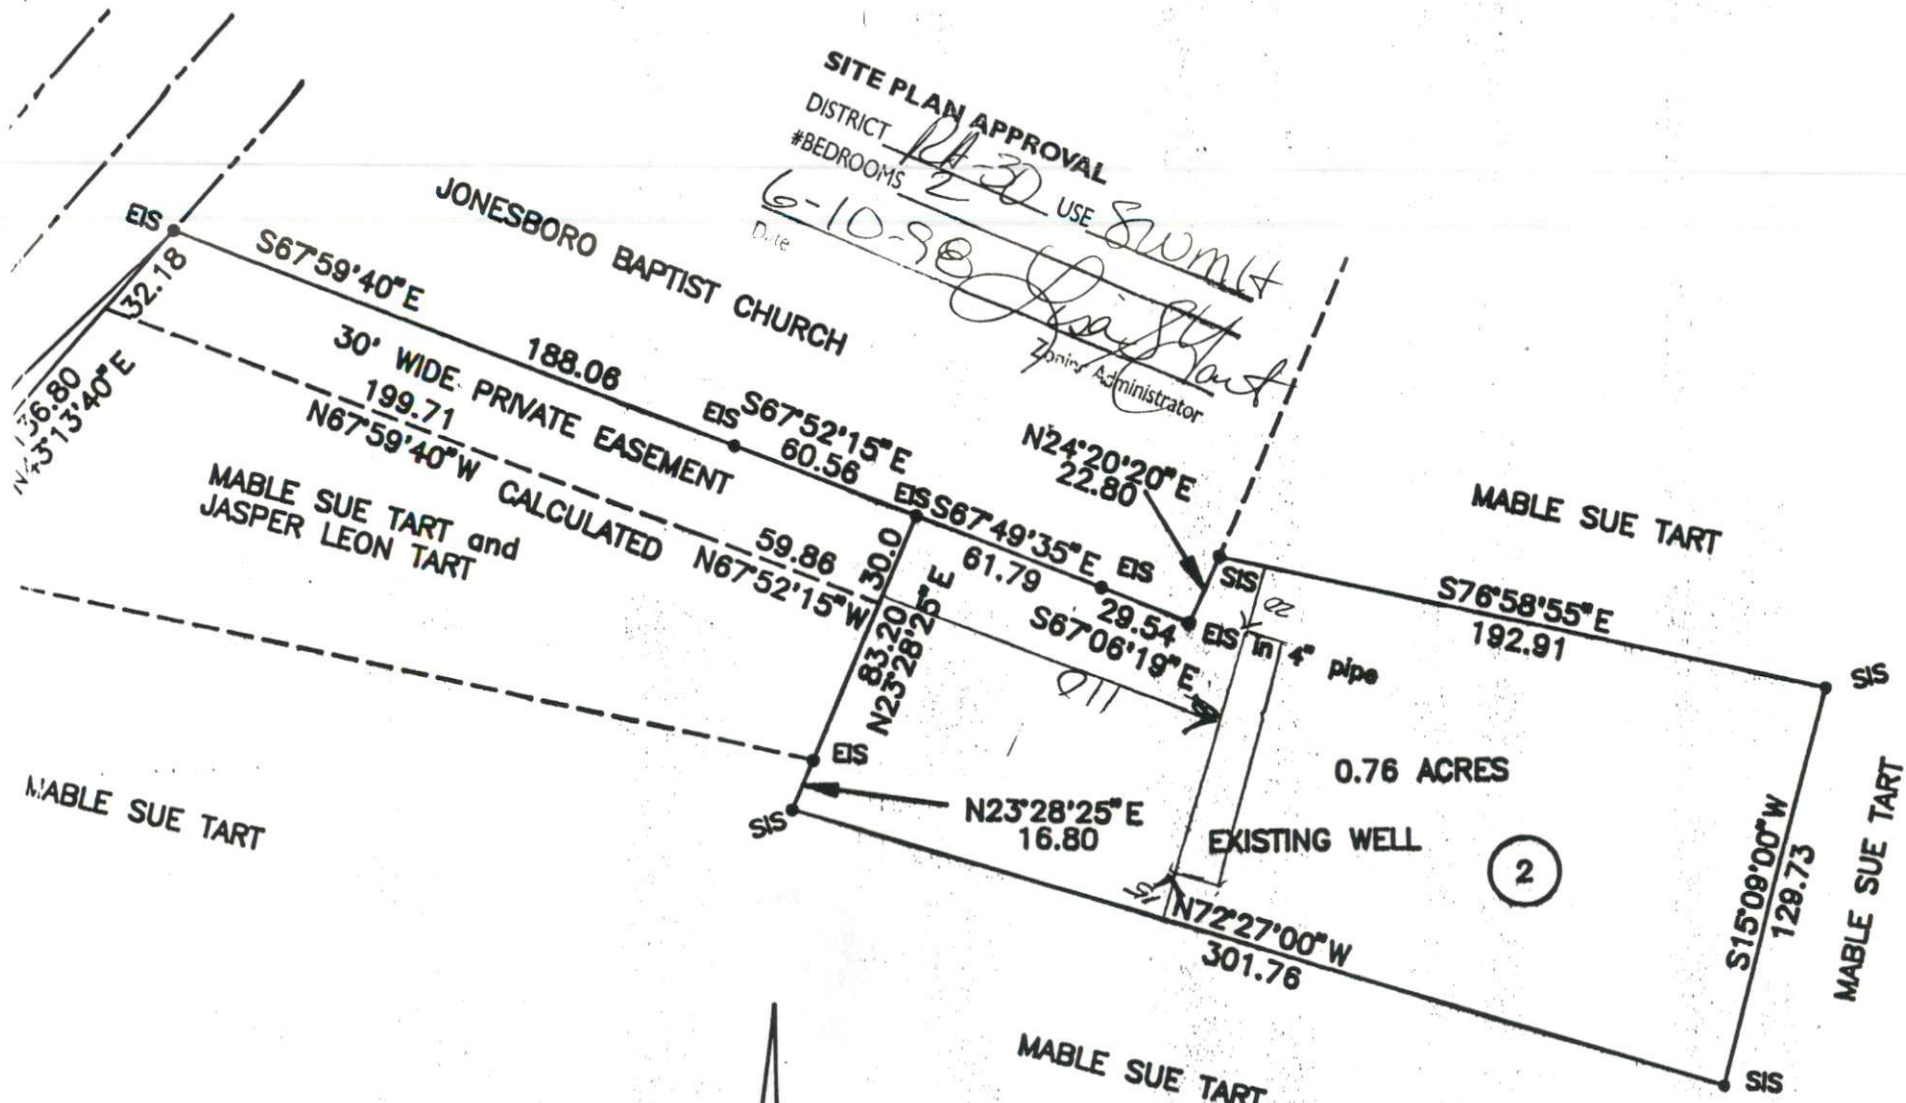 SITE PLAN APPROVAL
DISTRICT RA-30 USE SWMH
#BEDROOMS 2
6-10-98
Date
Zoning Administrator
JONESBORO BAPTIST CHURCH
EIS
S67°59'40"E
188.06
32.18
30' WIDE PRIVATE EASEMENT
199.71
N67°59'40"W CALCULATED N67°52'15"W
59.86
N43°13'40"E
EIS
S67°52'15"E
60.56
EIS
S67°49'35"E
61.79
EIS
29.54
S67°06'19"E
N24°20'20"E
22.80
EIS in 4" pipe
SIS
MABLE SUE TART
S76°58'55"E
192.91
SIS
MABLE SUE TART and
JASPER LEON TART
30.0
83.20
N23°28'25"E
110
EIS
N23°28'25"E
16.80
SIS
0.76 ACRES
EXISTING WELL
2
S15°09'00"W
129.73
MABLE SUE TART
MABLE SUE TART
N72°27'00"W
301.76
MABLE SUE TART
SIS